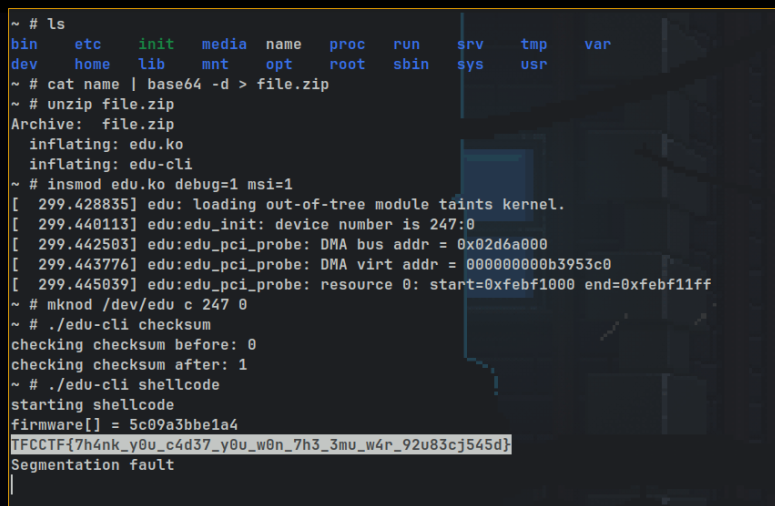 ~ # ls
bin    etc    init   media  name   proc   run    srv    tmp    var
dev    home   lib    mnt    opt    root   sbin   sys    usr
~ # cat name | base64 -d > file.zip
~ # unzip file.zip
Archive:  file.zip
  inflating: edu.ko
  inflating: edu-cli
~ # insmod edu.ko debug=1 msi=1
[  299.428835] edu: loading out-of-tree module taints kernel.
[  299.440113] edu:edu_init: device number is 247:0
[  299.442503] edu:edu_pci_probe: DMA bus addr = 0x02d6a000
[  299.443776] edu:edu_pci_probe: DMA virt addr = 000000000b3953c0
[  299.445039] edu:edu_pci_probe: resource 0: start=0xfebf1000 end=0xfebf11ff
~ # mknod /dev/edu c 247 0
~ # ./edu-cli checksum
checking checksum before: 0
checking checksum after: 1
~ # ./edu-cli shellcode
starting shellcode
firmware[] = 5c09a3bbe1a4
TFCCTF{7h4nk_y0u_c4d37_y0u_w0n_7h3_3mu_w4r_92u83cj545d}
Segmentation fault